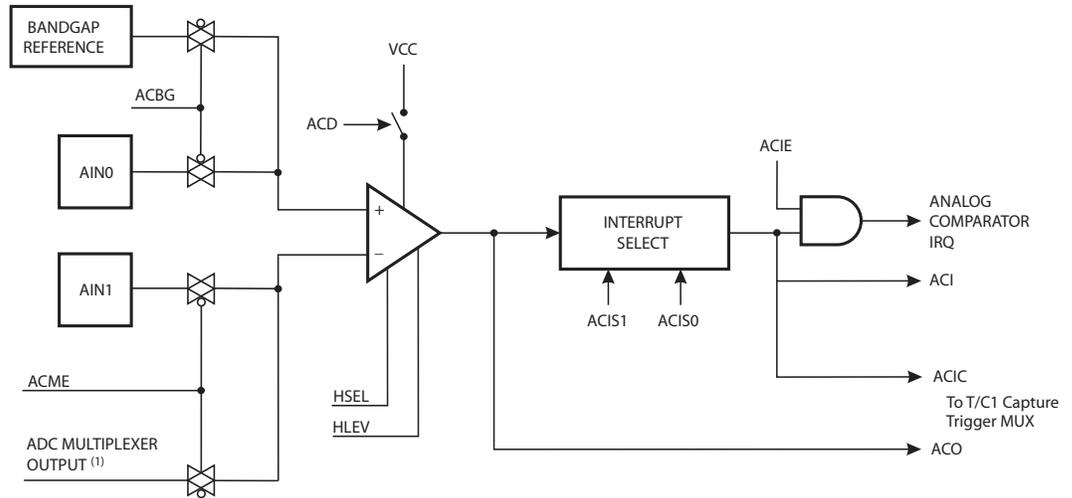 BANDGAP
REFERENCE
VCC
ACBG
ACD
ACIE
AIN0
+
INTERRUPT
SELECT
ANALOG
COMPARATOR
IRQ
−
AIN1
ACI
ACIS1
ACIS0
ACME
HSEL
HLEV
ACIC
To T/C1 Capture
Trigger MUX
ADC MULTIPLEXER
OUTPUT (1)
ACO